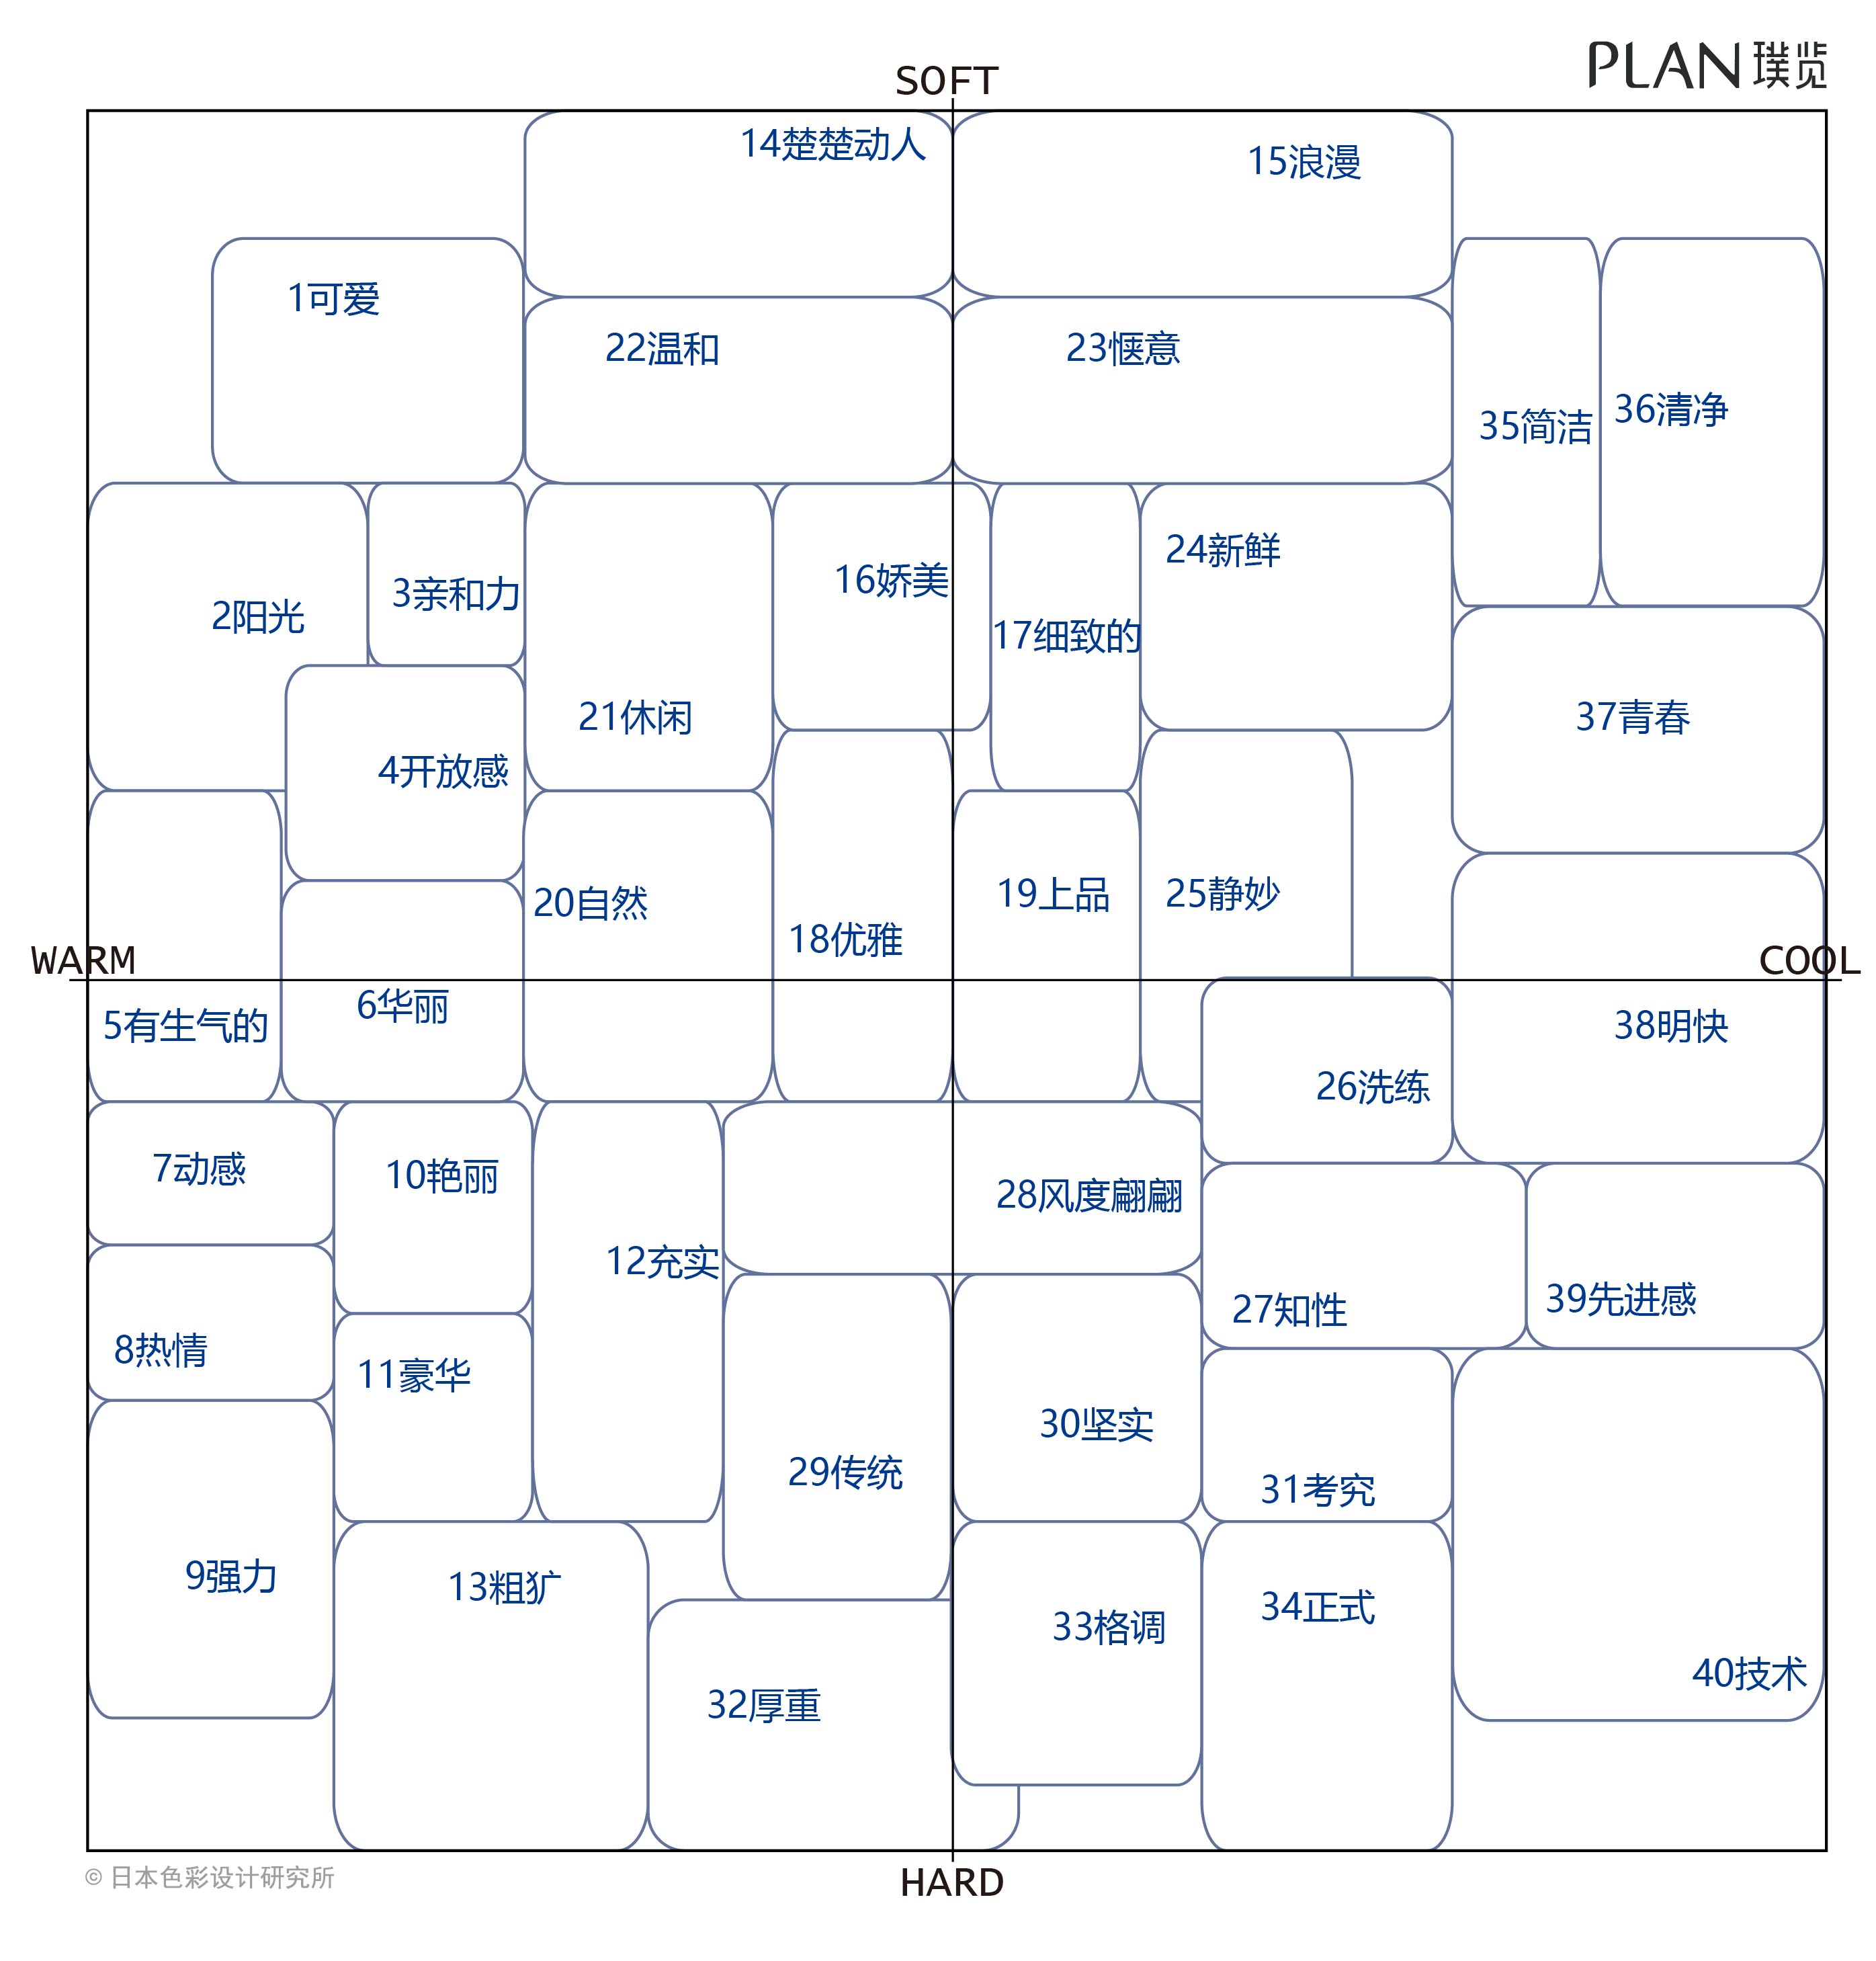 PLAN 璞览
SOFT
14楚楚动人
15浪漫
1可爱
22温和
23惬意
35简洁
36清净
24新鲜
16娇美
3亲和力
2阳光
17细致的
21休闲
37青春
4开放感
20自然
19上品
25静妙
18优雅
WARM
COOL
6华丽
5有生气的
38明快
26洗练
7动感
10艳丽
28风度翩翩
12充实
27知性
39先进感
8热情
11豪华
30坚实
29传统
31考究
9强力
13粗犷
34正式
33格调
40技术
32厚重
© 日本色彩设计研究所
HARD